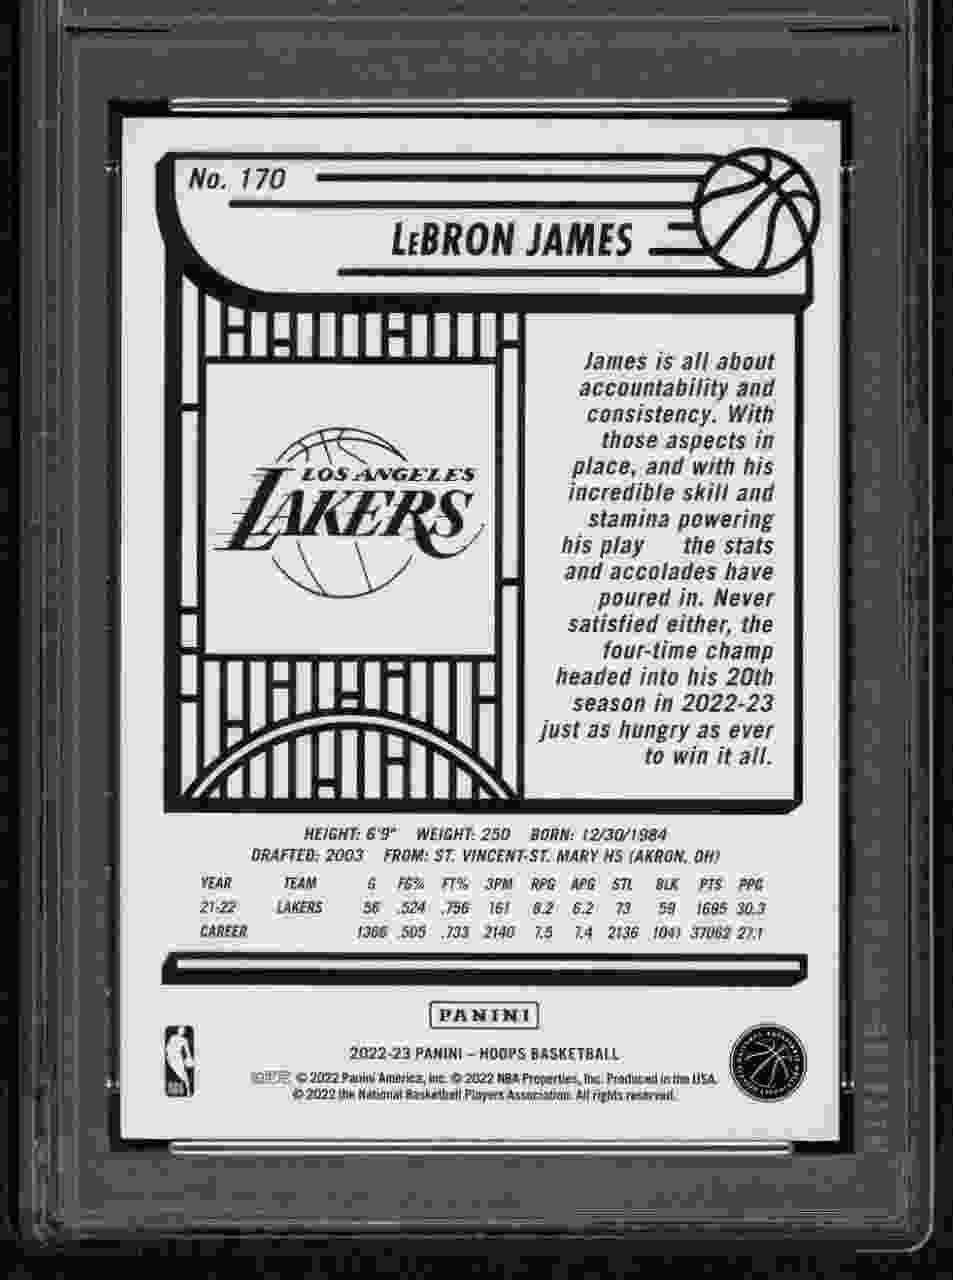 No. 170
LeBRON JAMES
LOS ANGELES
LAKERS
James is all about
accountability and
consistency. With
those aspects in
place, and with his
incredible skill and
stamina powering
his play the stats
and accolades have
poured in. Never
satisfied either, the
four-time champ
headed into his 20th
season in 2022-23
just as hungry as ever
to win it all.
HEIGHT: 6'9" WEIGHT: 250 BORN: 12/30/1984
DRAFTED: 2003 FROM: ST. VINCENT-ST. MARY HS (AKRON, OH)
YEAR TEAM G FG% FT% 3PM RPG APG STL BLK PTS PPG
21-22 LAKERS 56 .524 .756 161 8.2 6.2 73 59 1695 30.3
CAREER 1366 .505 .733 2140 7.5 7.4 2136 1041 37062 27.1
PANINI
2022-23 PANINI – HOOPS BASKETBALL
© 2022 Panini America, Inc. © 2022 NBA Properties, Inc. Produced in the USA.
© 2022 the National Basketball Players Association. All rights reserved.